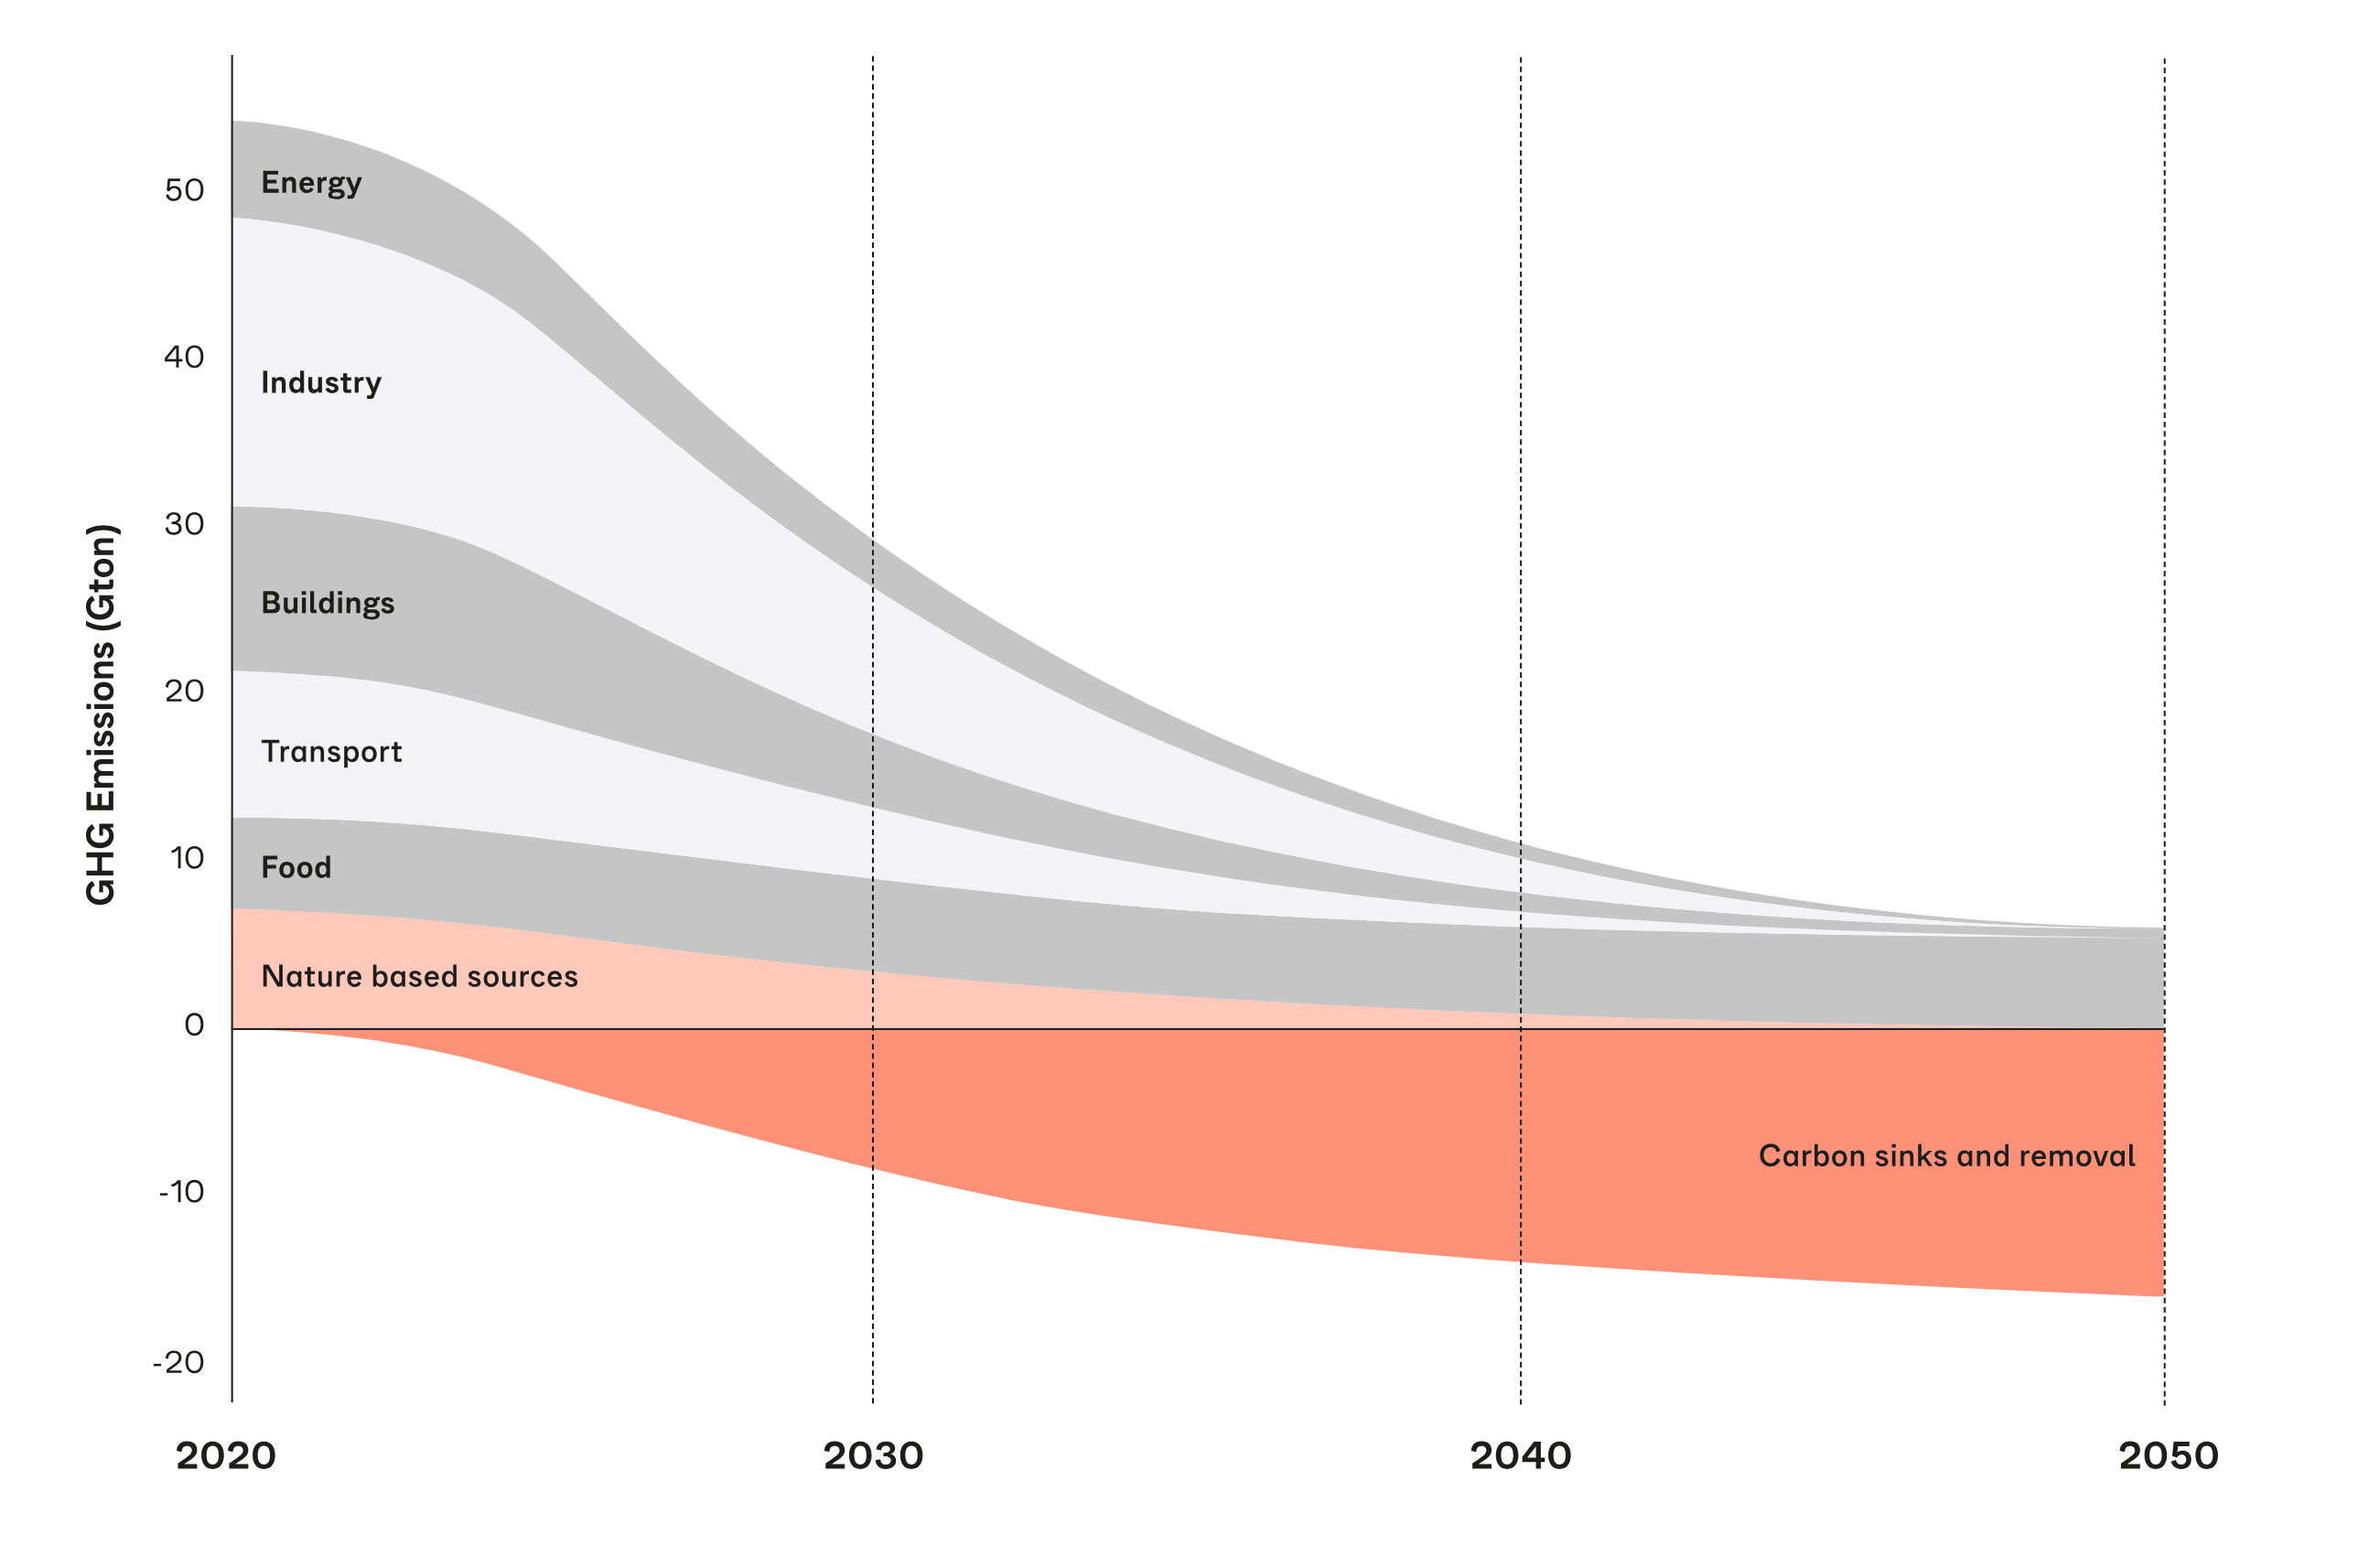 GHG Emissions (Gton)
50
40
30
20
10
0
-10
-20
Energy
Industry
Buildings
Transport
Food
Nature based sources
Carbon sinks and removal
2020
2030
2040
2050